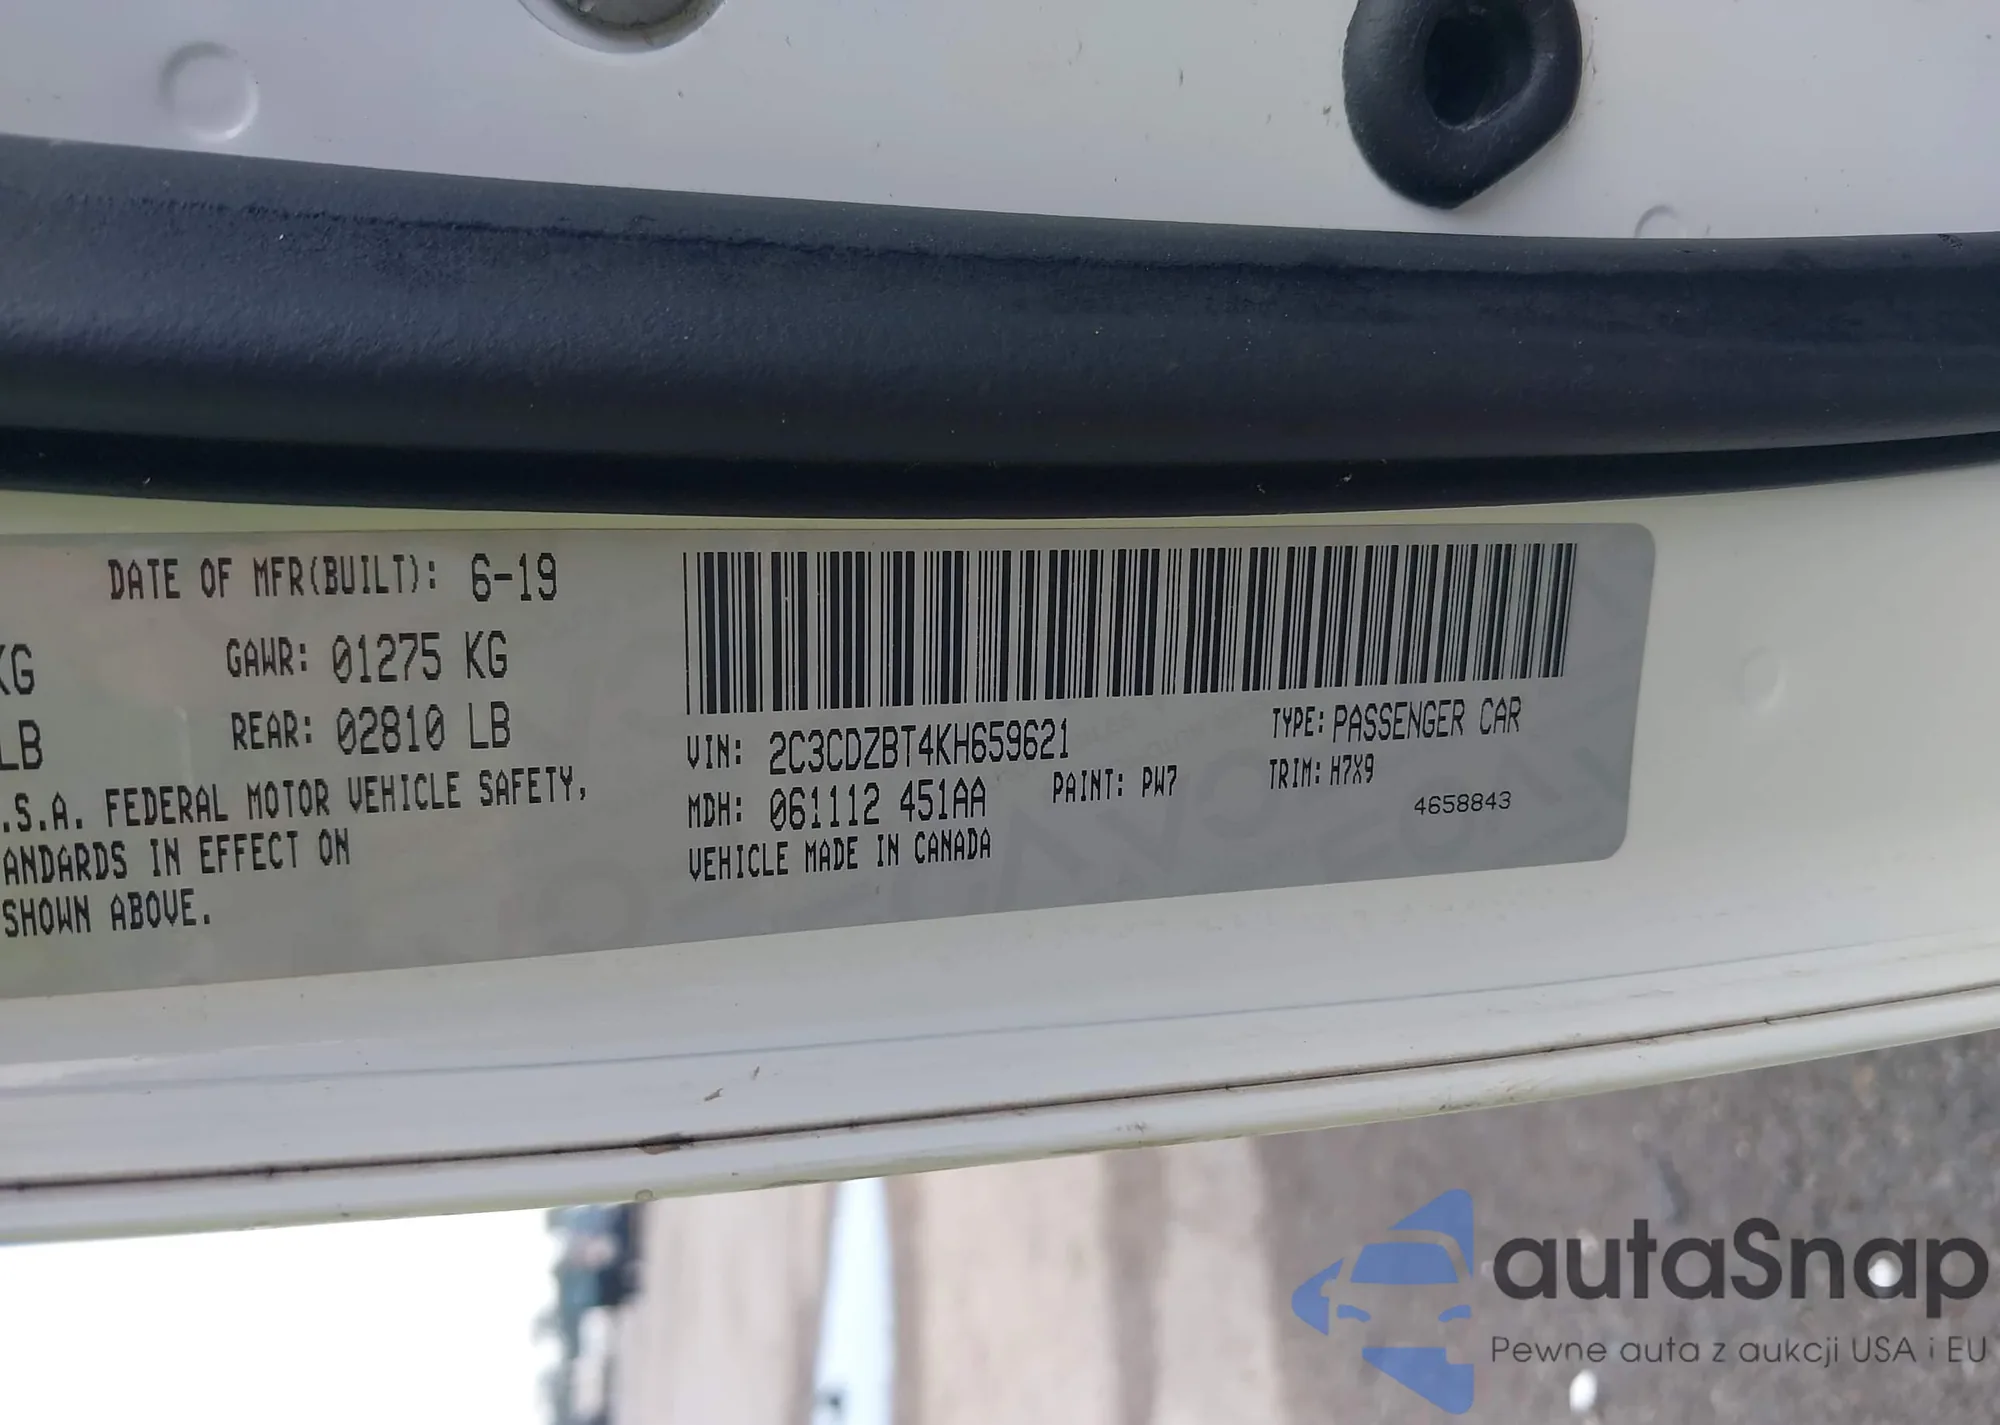 DATE OF MFR(BUILT): 6-19
KG GAWR: 01275 KG
LB REAR: 02810 LB
.S.A. FEDERAL MOTOR VEHICLE SAFETY,
ANDARDS IN EFFECT ON
SHOWN ABOVE.
VIN: 2C3CDZBT4KH659621 TYPE: PASSENGER CAR
MDH: 061112 451AA PAINT: PW7 TRIM: H7X9
VEHICLE MADE IN CANADA 4658843
autaSnap
Pewne auta z aukcji USA i EU